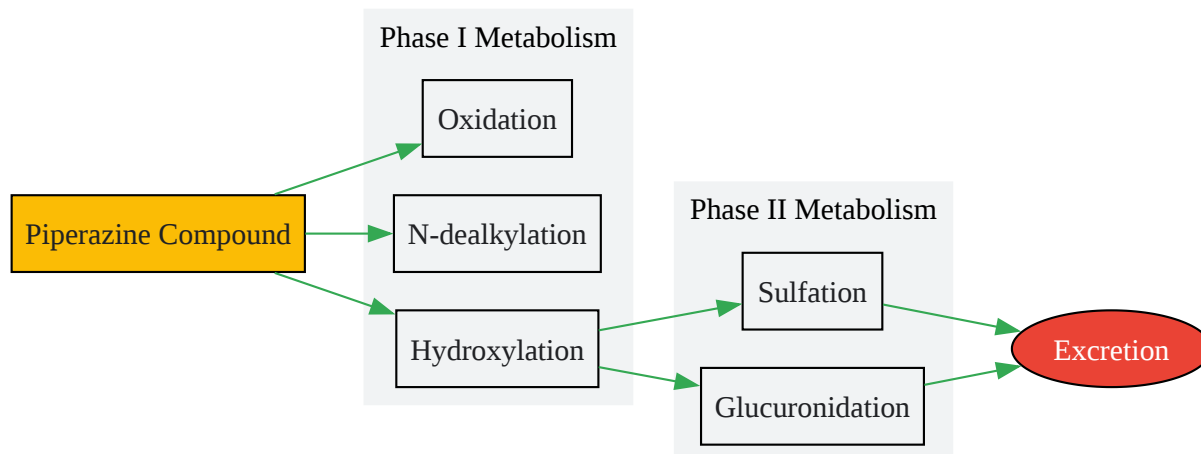 Phase I Metabolism
Oxidation
Piperazine Compound
N-dealkylation
Hydroxylation
Phase II Metabolism
Sulfation
Glucuronidation
Excretion